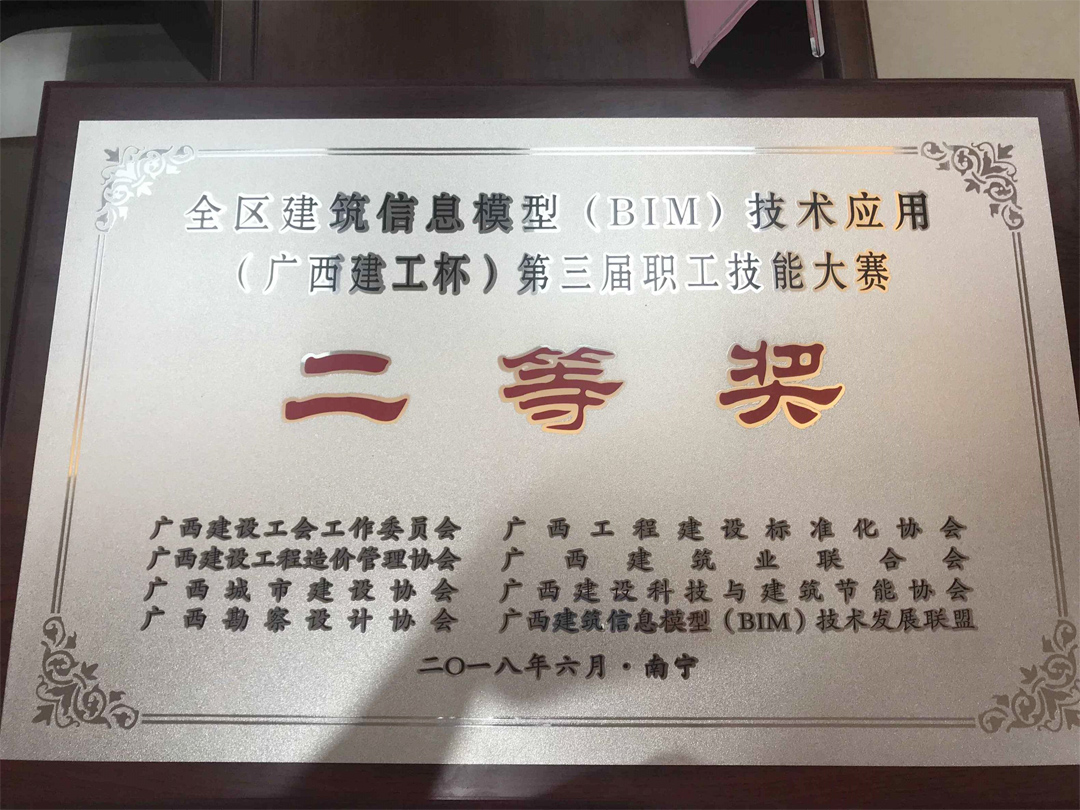 全区建筑信息模型（BIM）技术应用
（广西建工杯）第三届职工技能大赛
二等奖
广西建设工会工作委员会 广西工程建设标准化协会
广西建设工程造价管理协会 广西建筑业联合会
广西城市建设协会 广西建设科技与建筑节能协会
广西勘察设计协会 广西建筑信息模型（BIM）技术发展联盟
二〇一八年六月·南宁